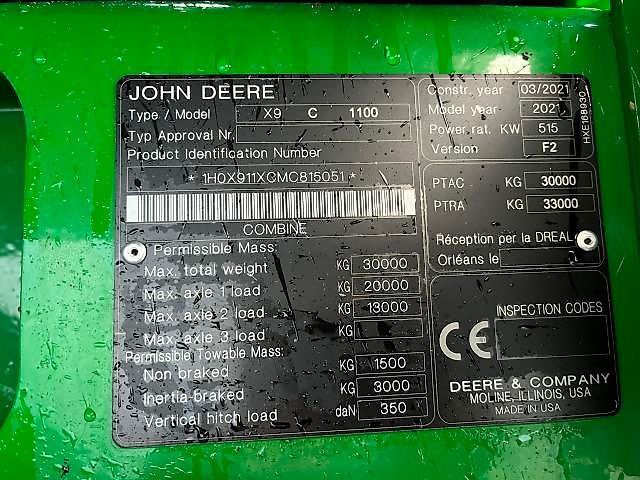 JOHN DEERE
Type / Model X9 C 1100
Typ Approval Nr.
Product Identification Number
* 1H0X911XCMC815051 *
COMBINE
Permissible Mass:
Max. total weight KG 30000
Max. axle 1 load KG 20000
Max. axle 2 load KG 13000
Max. axle 3 load KG
Permissible Towable Mass:
Non braked KG 1500
Inertia-braked KG 3000
Vertical hitch load daN 350
Constr. year 03/2021
Model year 2021
Power rat. KW 515
Version F2
HXE168930
PTAC KG 30000
PTRA KG 33000
Réception per la DREAL
Orléans le
INSPECTION CODES
CE
DEERE & COMPANY
MOLINE, ILLINOIS, USA
MADE IN USA